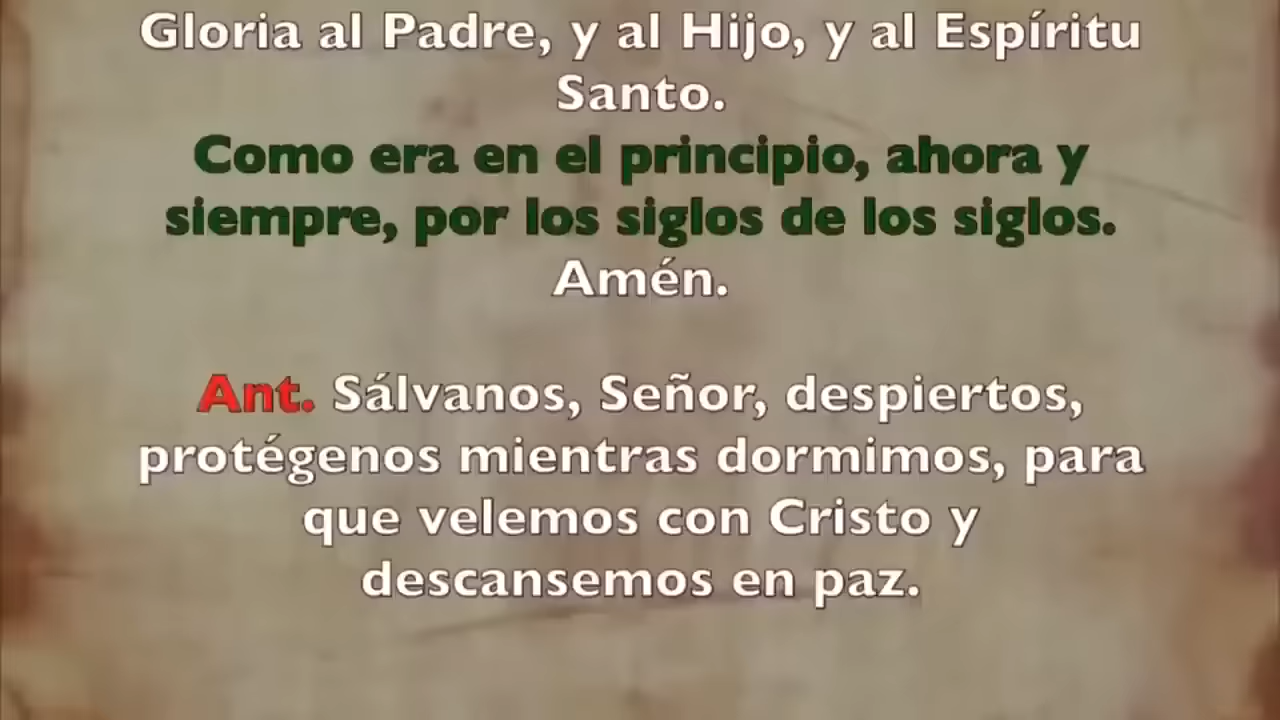 Gloria al Padre, y al Hijo, y al Espíritu
Santo.
Como era en el principio, ahora y
siempre, por los siglos de los siglos.
Amén.
Ant. Sálvanos, Señor, despiertos,
protégenos mientras dormimos, para
que velemos con Cristo y
descansemos en paz.